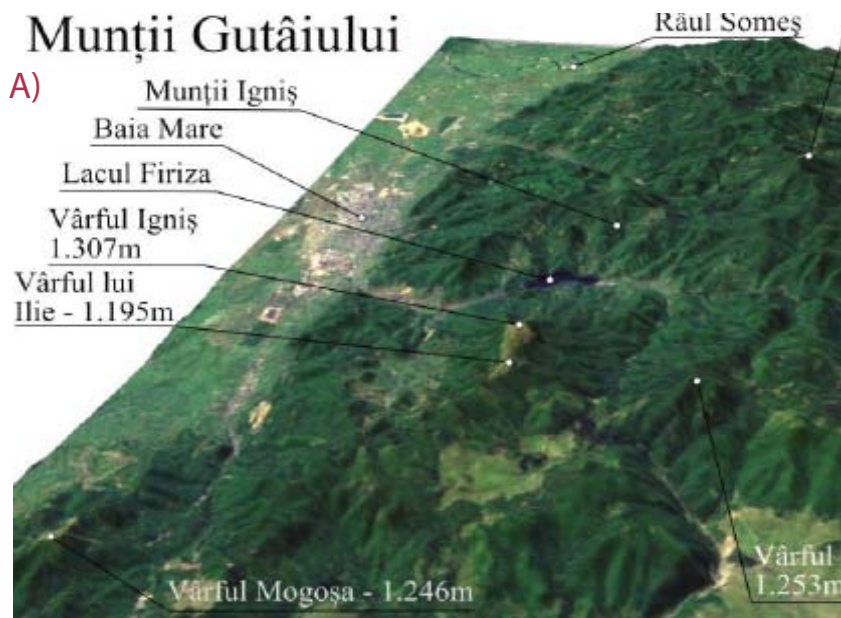 Munții Gutâiului
Râul Someș
A)
Munții Igniș
Baia Mare
Lacul Firiza
Vârful Igniș
1.307m
Vârful lui
Ilie - 1.195m
Vârful
1.253m
Vârful Mogoșa - 1.246m